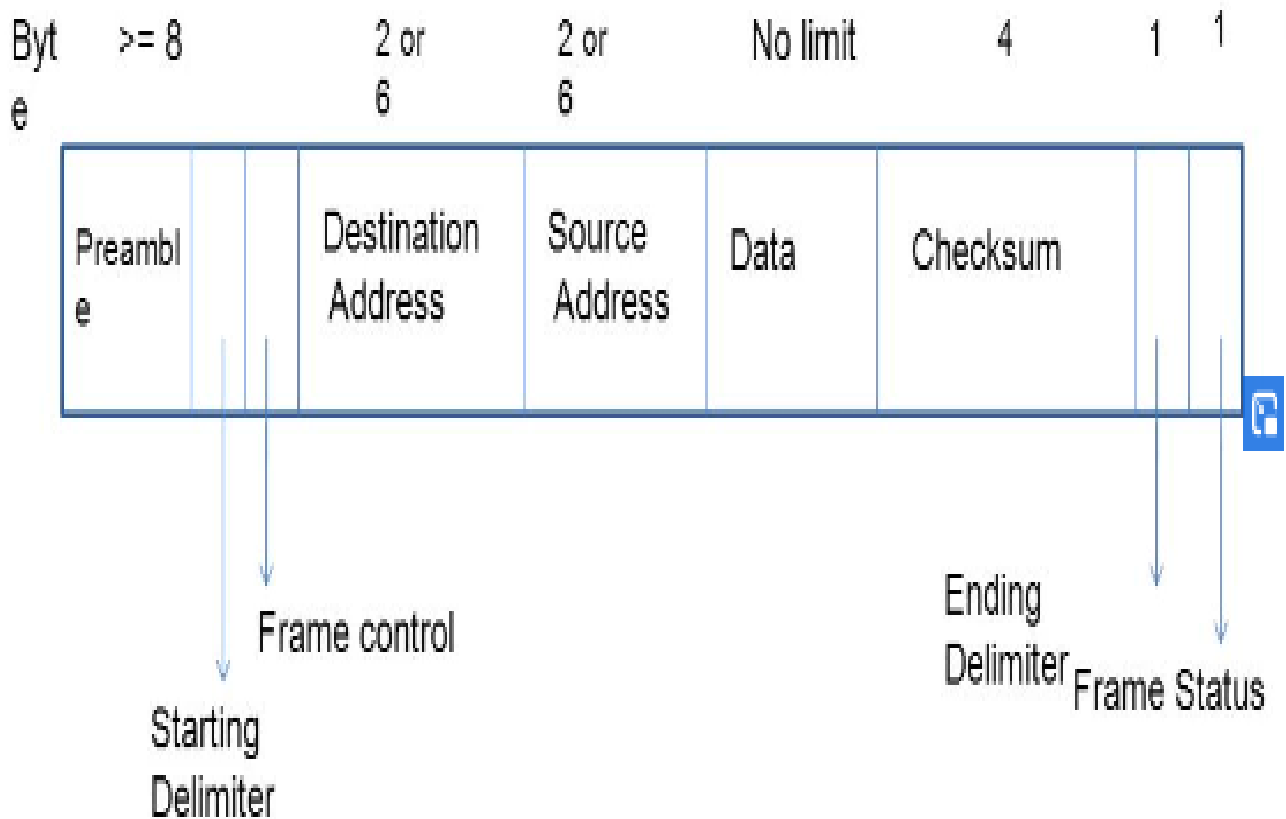 Byt >= 8 2 or 2 or No limit 4 1 1
e 6 6
Preambl Destination Source Data Checksum
e Address Address
Frame control
Starting
Delimiter
Ending
Delimiter
Frame Status